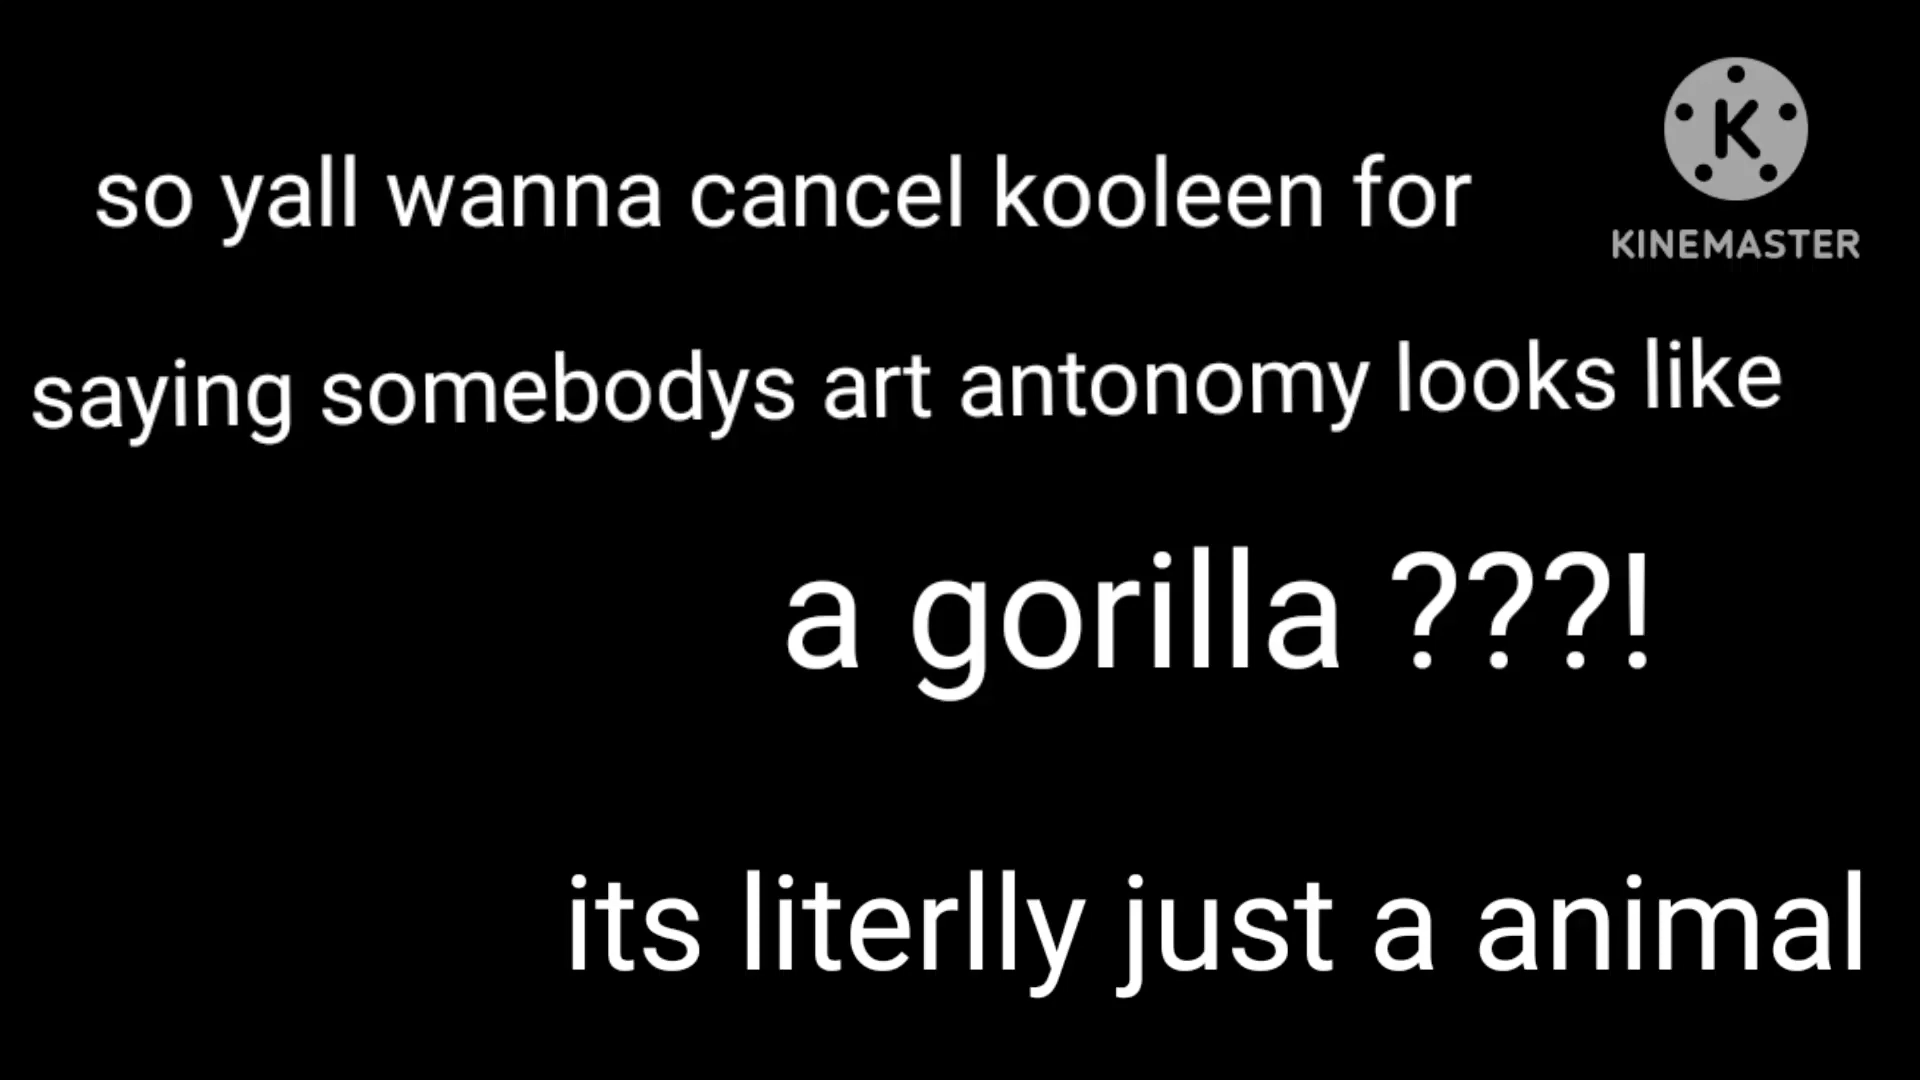 so yall wanna cancel kooleen for
KINEMASTER
saying somebodys art antonomy looks like
a gorilla ???!
its literlly just a animal